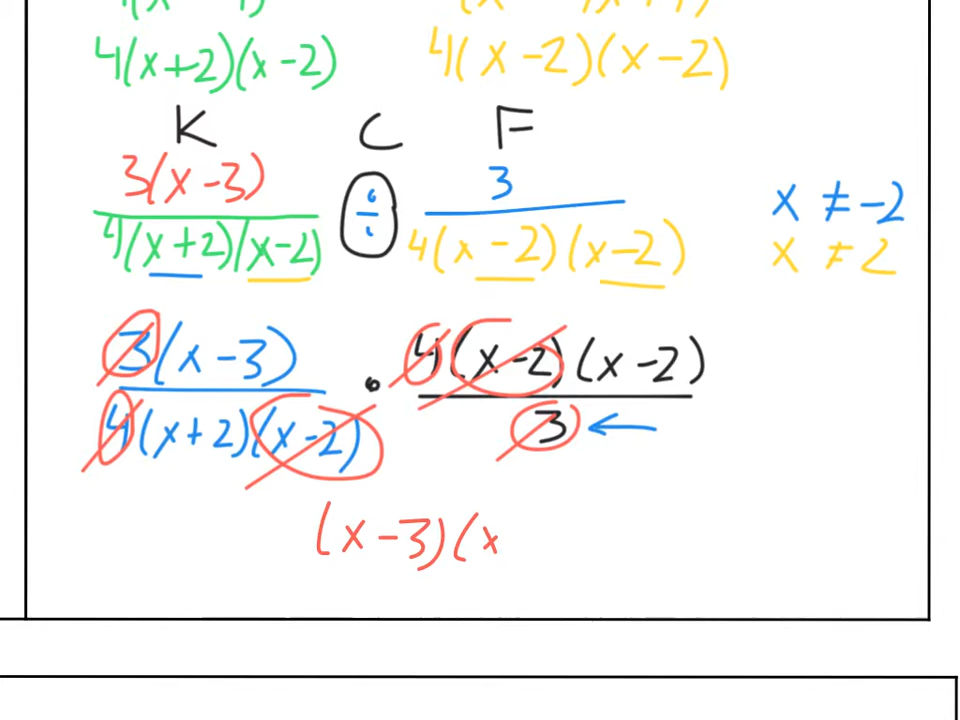 4(x+2)(x-2) 4(x-2)(x-2)
K C F
3(x-3) ÷ 3 x ≠ -2
4(x+2)(x-2) 4(x-2)(x-2) x ≠ 2
3(x-3) • 4(x-2)(x-2)
4(x+2)(x-2) 3 ←
(x-3)(x